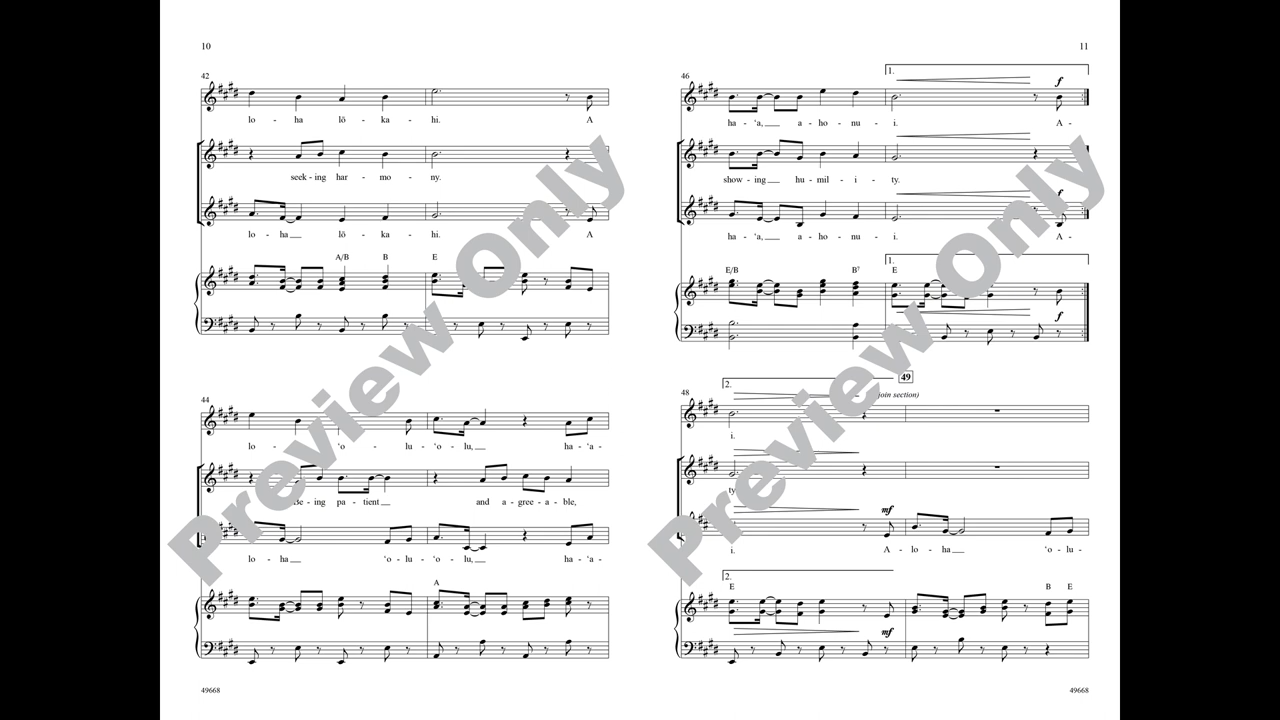 10
42
lo - ha lō - ka - hi. A
seek - ing har - mo - ny.
lo - ha lō - ka - hi. A
A/B B E
44
lo - ‘o - lu - ‘o - lu, ha - ‘a -
Being pa - tient and a - gree - a - ble,
lo - ha ‘o - lu - ‘o - lu, ha - ‘a -
A
49668
Preview Only
11
46
1.
f
ha - ‘a, a - ho - nu - i. A -
show - ing hu - mil - i - ty.
f
ha - ‘a, a - ho - nu - i. A -
1.
E/B B7 E
f
2.
49
48
join section)
i.
ty
mf
i. A - lo - ha ‘o - lu -
2.
E B E
mf
49668
Preview Only